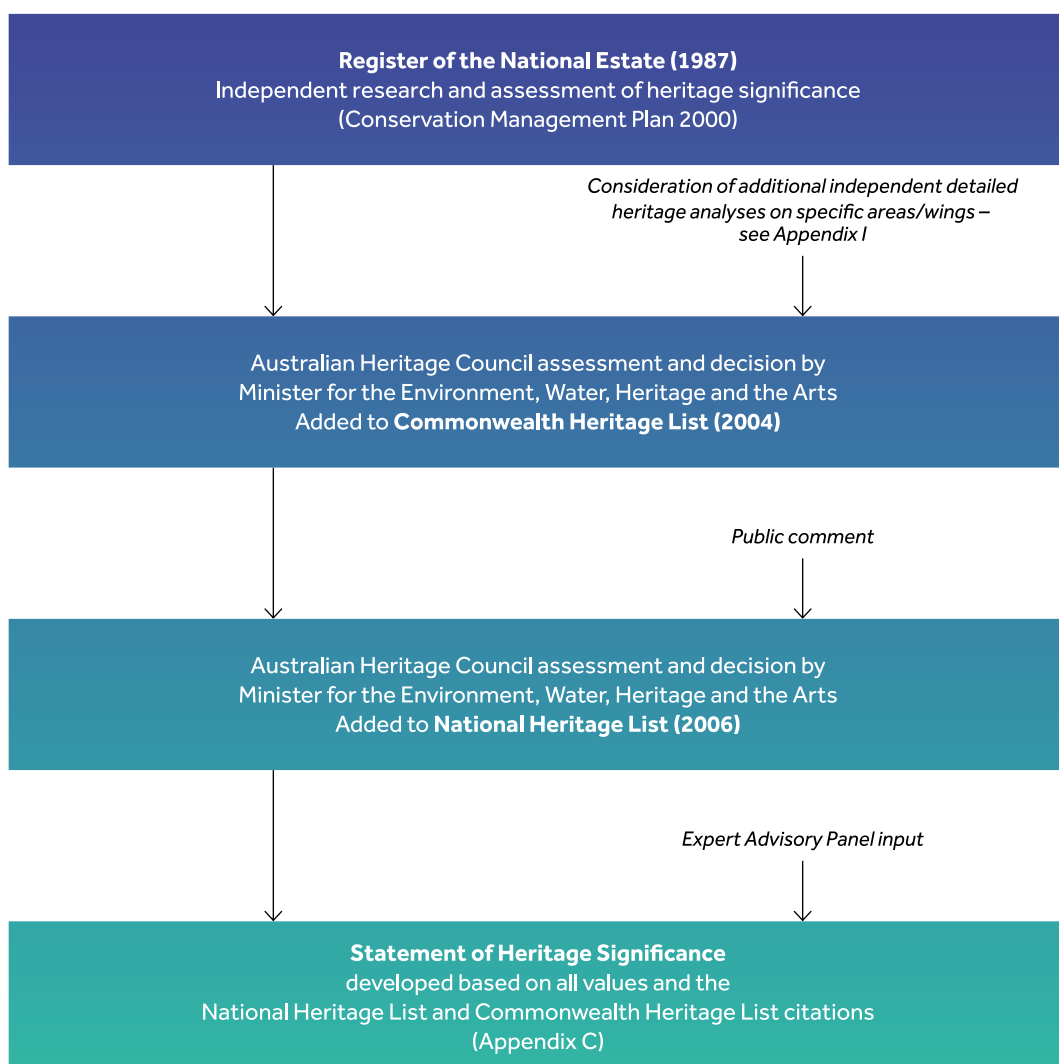 Register of the National Estate (1987)
Independent research and assessment of heritage significance
(Conservation Management Plan 2000)
Consideration of additional independent detailed
heritage analyses on specific areas/wings –
see Appendix I
Australian Heritage Council assessment and decision by
Minister for the Environment, Water, Heritage and the Arts
Added to Commonwealth Heritage List (2004)
Public comment
Australian Heritage Council assessment and decision by
Minister for the Environment, Water, Heritage and the Arts
Added to National Heritage List (2006)
Expert Advisory Panel input
Statement of Heritage Significance
developed based on all values and the
National Heritage List and Commonwealth Heritage List citations
(Appendix C)